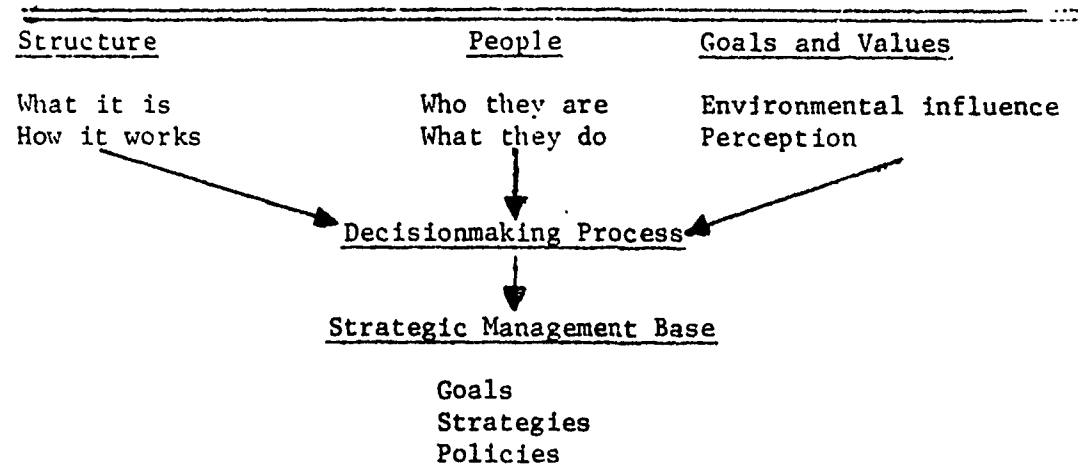 Structure People Goals and Values
What it is Who they are Environmental influence
How it works What they do Perception
Decisionmaking Process
Strategic Management Base
Goals
Strategies
Policies